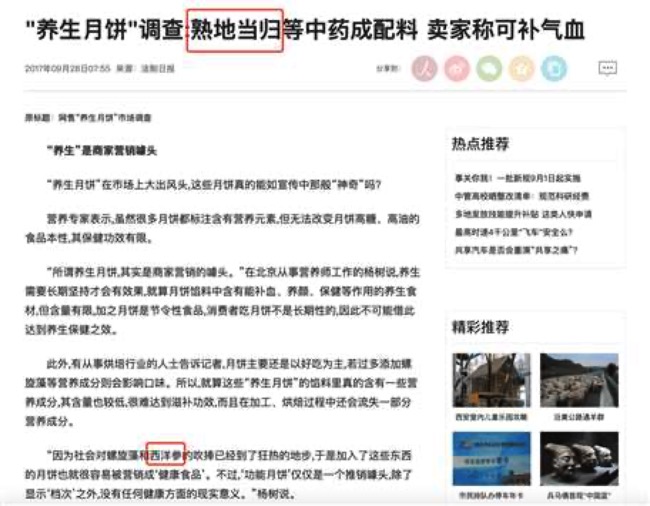 "养生月饼"调查:熟地当归等中药成配料 卖家称可补气血
2017年09月28日07:55 来源：法制日报
分享到：
人
原标题：网售"养生月饼"市场调查
"养生"是商家营销噱头
"养生月饼"在市场上大出风头,这些月饼真的能如宣传中那般"神奇"吗?
营养专家表示,虽然很多月饼都标注含有营养元素,但无法改变月饼高糖、高油的
食品本性,其保健功效有限。
"所谓养生月饼,其实是商家营销的噱头。"在北京从事营养师工作的杨树说,养生
需要长期坚持才会有效果,就算月饼馅料中含有能补血、养颜、保健等作用的养生食
材,但含量有限,加之月饼是节令性食品,消费者吃月饼不是长期性的,因此不可能借此
达到养生保健之效。
此外,有从事烘培行业的人士告诉记者,月饼主要还是以好吃为主,若过多添加螺
旋藻等营养成分则会影响口味。所以,就算这些"养生月饼"的馅料里真的含有一些营
养成分,其含量也较低,很难达到滋补功效,而且在加工、烘焙过程中还会流失一部分
营养成分。
"因为社会对螺旋藻和西洋参的吹捧已经到了狂热的地步,于是加入了这些东西
的月饼也就很容易被营销成'健康食品'。不过,'功能月饼'仅仅是一个推销噱头,除了
显示'档次'之外,没有任何健康方面的现实意义。"杨树说。
热点推荐
事关你我！一批新规9月1日起实施
中管高校晒整改清单：规范科研经费
多地发放技能提升补贴 这类人快申请
最高时速4千公里"飞车"安全么?
共享汽车是否会重演"共享之痛"?
精彩推荐
西安室内儿童乐园攻略
沿黄公路遇羊群
市民排队办停车年卡
兵马俑首现"中国蓝"